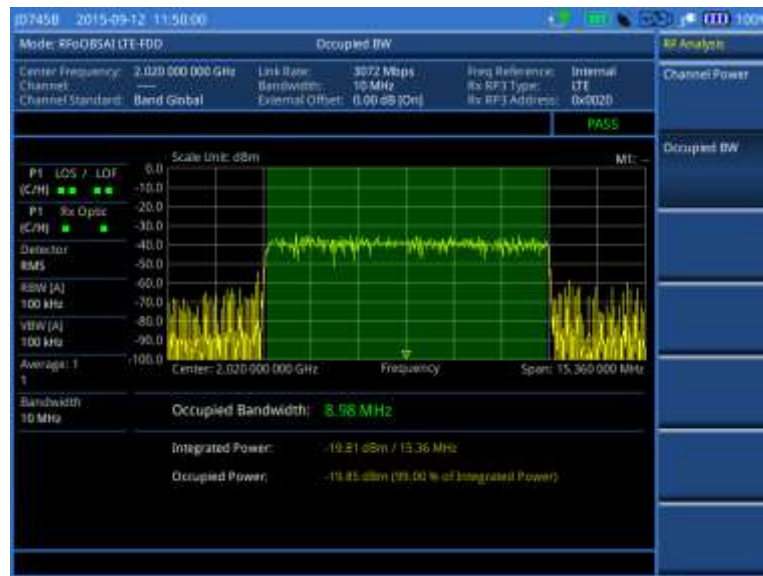 JD745B 2015-09-12 11:50:00 100%
Mode: RFoOBSAI LTE-FDD Occupied BW RF Analysis
Center Frequency: 2.020 000 000 GHz Link Rate: 3072 Mbps Freq Reference: Internal
Channel: ---- Bandwidth: 10 MHz Rx RP3 Type: LTE
Channel Standard: Band Global External Offset: 0.00 dB [On] Rx RP3 Address: 0x0020
Channel Power
PASS
Occupied BW
Scale Unit: dBm M1: --
P1 LOS / LOF
(C/H)
P1 Rx Optic
(C/H)
Detector
RMS
RBW [A]
100 kHz
VBW [A]
100 kHz
Average: 1
1
Bandwidth
10 MHz
0.0
-10.0
-20.0
-30.0
-40.0
-50.0
-60.0
-70.0
-80.0
-90.0
-100.0
Center: 2.020 000 000 GHz Frequency Span: 15.360 000 MHz
Occupied Bandwidth: 8.98 MHz
Integrated Power: -19.81 dBm / 15.36 MHz
Occupied Power: -19.85 dBm (99.00 % of Integrated Power)